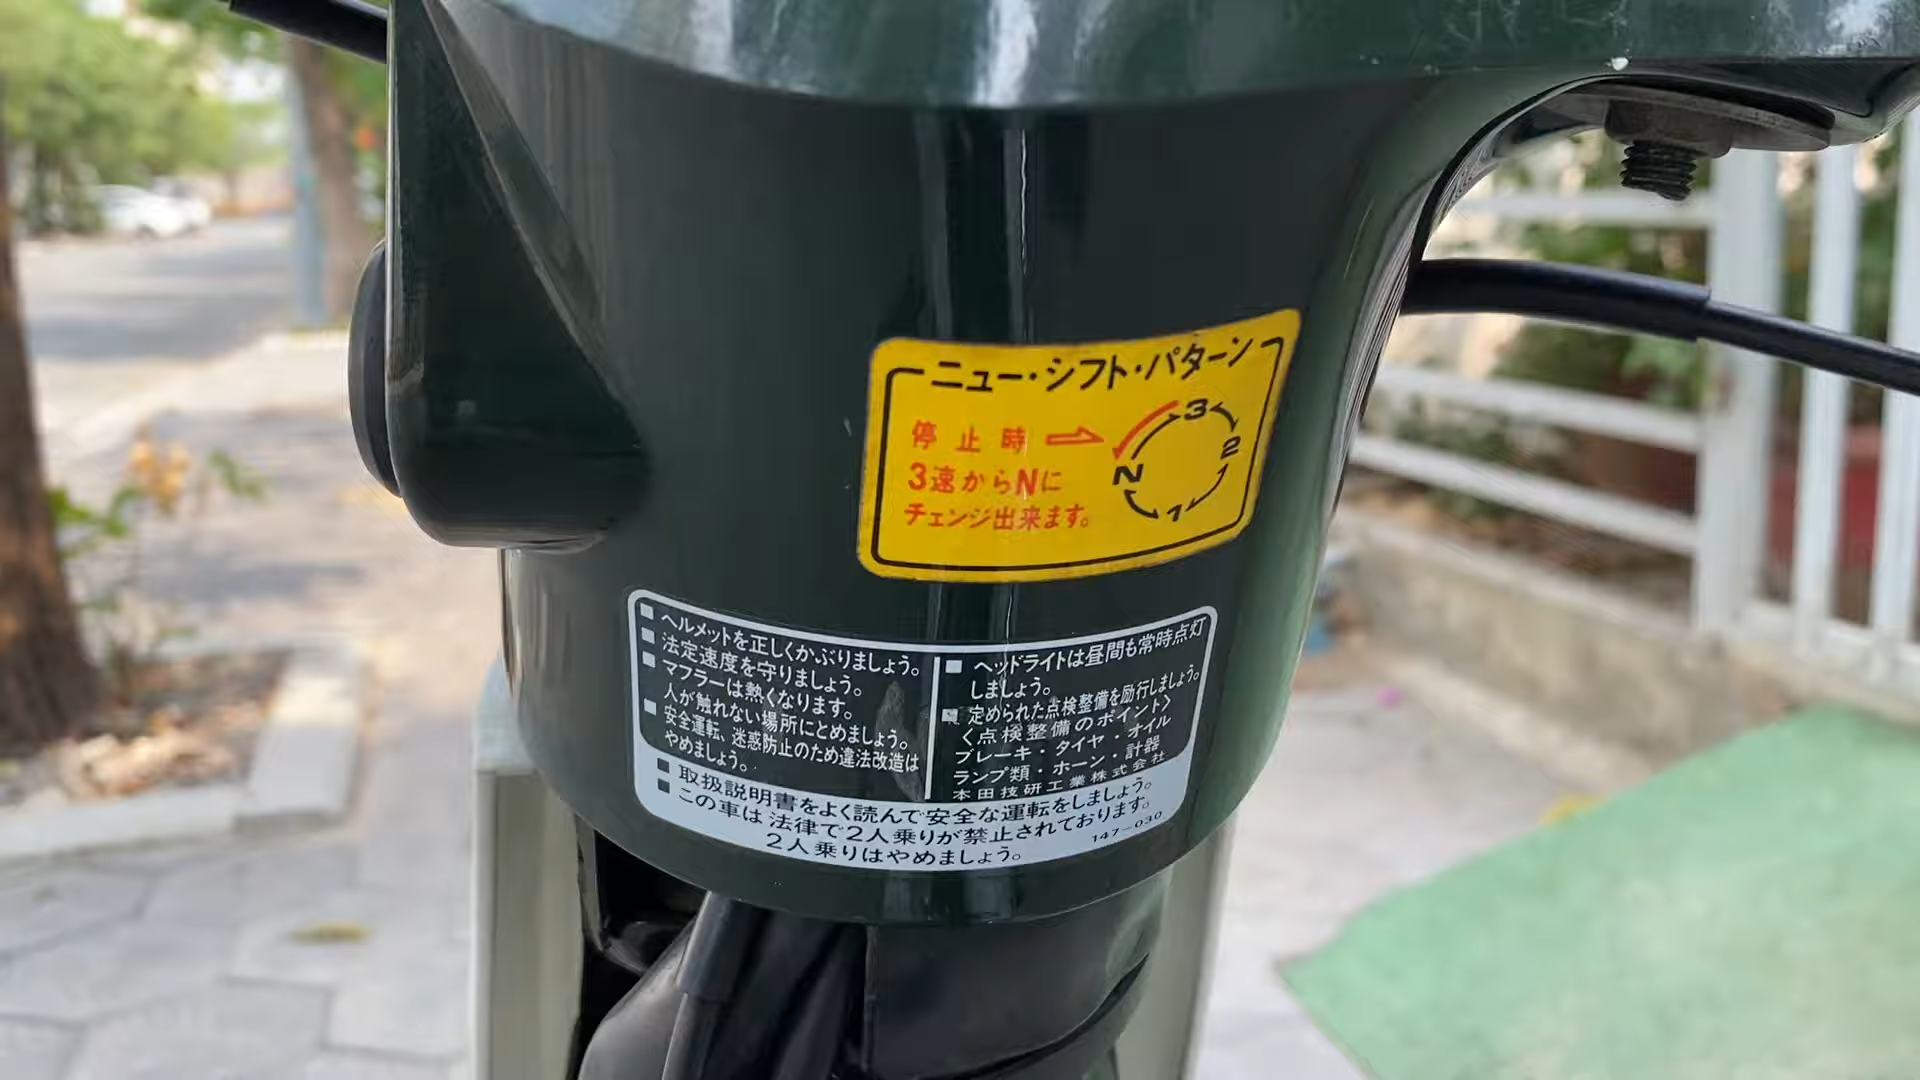 ニュー・シフト・パターン
停止時
3速からNに
チェンジ出来ます。
3
2
1
N
■ ヘルメットを正しくかぶりましょう。
■ 法定速度を守りましょう。
■ マフラーは熱くなります。
人が触れない場所にとめましょう。
■ 安全運転、迷惑防止のため違法改造は
やめましょう。
■ ヘッドライトは昼間も常時点灯
しましょう。
■ 定められた点検整備を励行しましょう。
く点検整備のポイント〉
ブレーキ・タイヤ・オイル
ランプ類・ホーン・計器
本田技研工業株式会社
■ 取扱説明書をよく読んで安全な運転をしましょう。
■ この車は法律で2人乗りが禁止されております。
2人乗りはやめましょう。
147-030